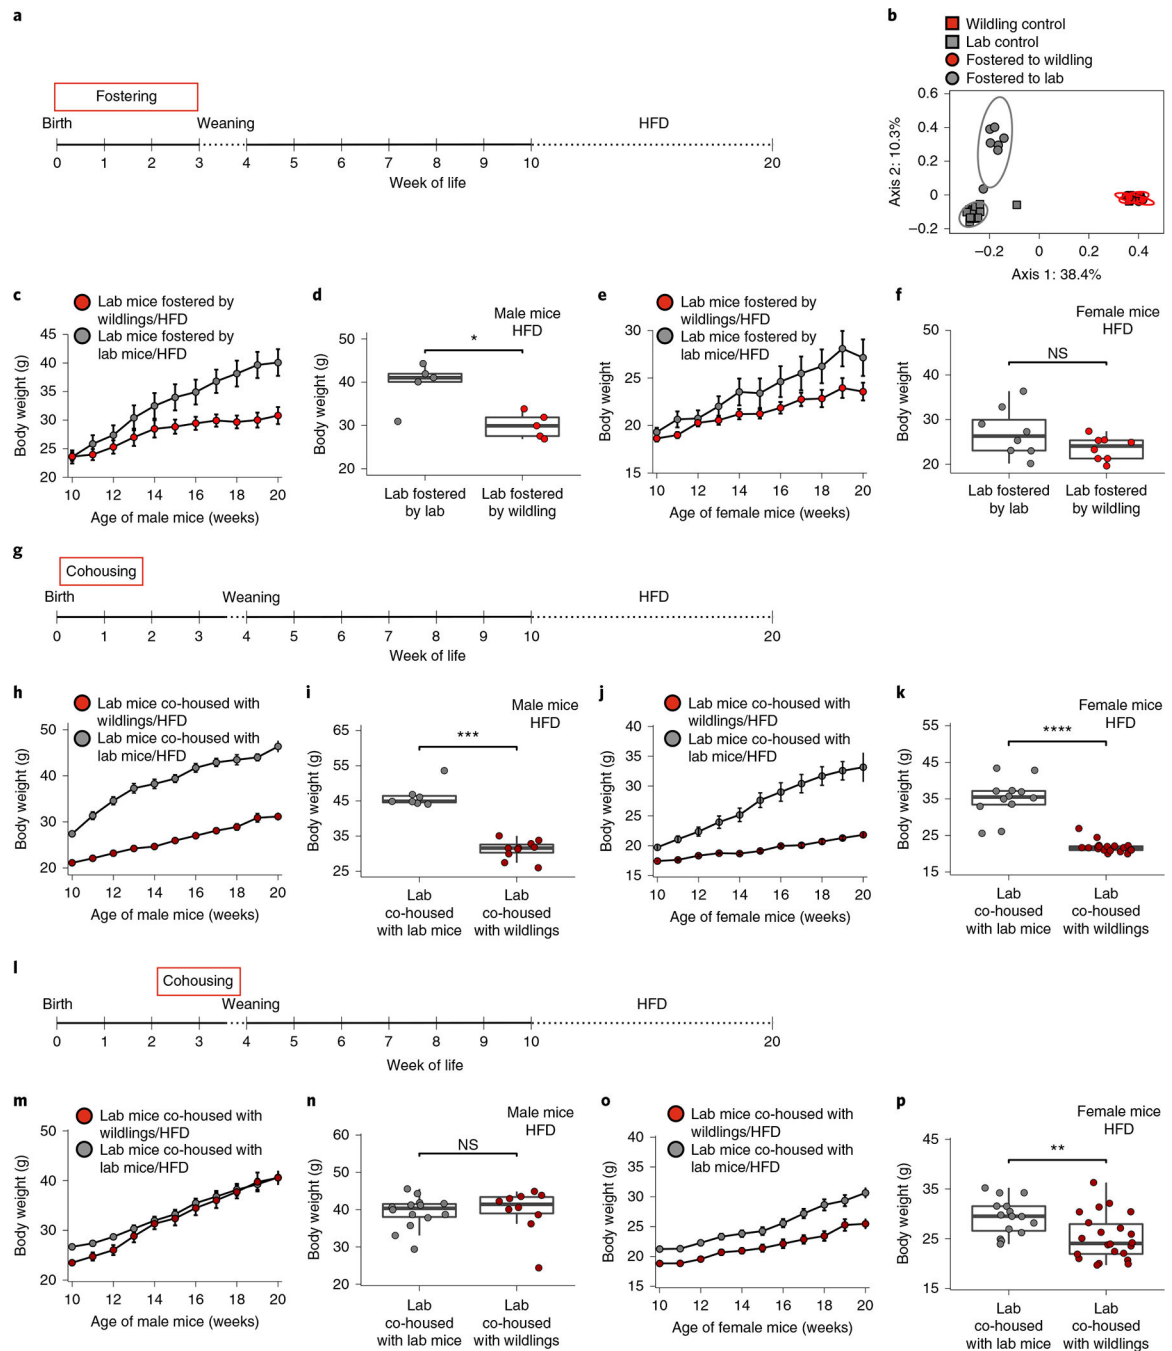 a
Fostering
Birth
Weaning
HFD
0 1 2 3 4 5 6 7 8 9 10 20
Week of life
b
Wildling control
Lab control
Fostered to wildling
Fostered to lab
0.6
0.4
0.2
0
−0.2
Axis 2: 10.3%
−0.2 0 0.2 0.4
Axis 1: 38.4%
c
Lab mice fostered by
wildlings/HFD
Lab mice fostered by
lab mice/HFD
45
40
35
30
25
20
Body weight (g)
10 12 14 16 18 20
Age of male mice (weeks)
d
Male mice
HFD
*
50
40
30
20
Body weight (g)
Lab fostered
by lab
Lab fostered
by wildling
e
Lab mice fostered by
wildlings/HFD
Lab mice fostered by
lab mice/HFD
30
25
20
15
Body weight (g)
10 12 14 16 18 20
Age of female mice (weeks)
f
Female mice
HFD
NS
50
40
30
20
Body weight
Lab fostered
by lab
Lab fostered
by wildling
g
Cohousing
Birth
Weaning
HFD
0 1 2 3 4 5 6 7 8 9 10 20
Week of life
h
Lab mice co-housed with
wildlings/HFD
Lab mice co-housed with
lab mice/HFD
50
40
30
20
Body weight (g)
10 12 14 16 18 20
Age of male mice (weeks)
i
Male mice
HFD
***
65
55
45
35
25
Body weight (g)
Lab
co-housed
with lab mice
Lab
co-housed
with wildlings
j
Lab mice co-housed with
wildlings/HFD
Lab mice co-housed with
lab mice/HFD
40
35
30
25
20
15
Body weight (g)
10 12 14 16 18 20
Age of female mice (weeks)
k
Female mice
HFD
****
55
45
35
25
15
Body weight (g)
Lab
co-housed
with lab mice
Lab
co-housed
with wildlings
l
Cohousing
Birth
Weaning
HFD
0 1 2 3 4 5 6 7 8 9 10 20
Week of life
m
Lab mice co-housed with
wildlings/HFD
Lab mice co-housed with
lab mice/HFD
50
40
30
20
Body weight (g)
10 12 14 16 18 20
Age of male mice (weeks)
n
Male mice
HFD
NS
60
50
40
30
20
Body weight (g)
Lab
co-housed
with lab mice
Lab
co-housed
with wildlings
o
Lab mice co-housed with
wildlings/HFD
Lab mice co-housed with
lab mice/HFD
40
35
30
25
20
15
Body weight (g)
10 12 14 16 18 20
Age of female mice (weeks)
p
Female mice
HFD
**
45
35
25
15
Body weight (g)
Lab
co-housed
with lab mice
Lab
co-housed
with wildlings